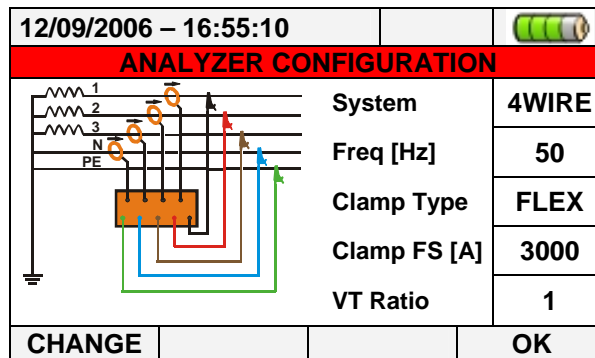 12/09/2006 – 16:55:10
ANALYZER CONFIGURATION
1
2
3
N
PE
System 4WIRE
Freq [Hz] 50
Clamp Type FLEX
Clamp FS [A] 3000
VT Ratio 1
CHANGE OK